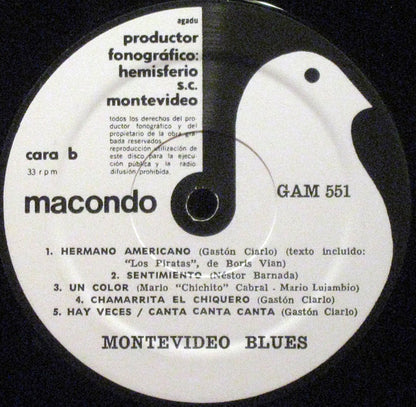 agadu
productor
fonográfico:
hemisferio
s.c.
montevideo
todos los derechos del pro
ductor fonográfico y del
propietario de la obra gra
bada reservados.
reproducción utilización de
este disco para la ejecu
ción pública y la radio
difusión prohibida.
cara b
33 rpm
macondo
GAM 551
1. HERMANO AMERICANO (Gastón Ciarlo) (texto incluido:
"Los Piratas", de Boris Vian)
2. SENTIMIENTO (Néstor Barnada)
3. UN COLOR (Mario "Chichito" Cabral - Mario Lujambio)
4. CHAMARRITA EL CHIQUERO (Gastón Ciarlo)
5. HAY VECES / CANTA CANTA CANTA (Gastón Ciarlo)
MONTEVIDEO BLUES